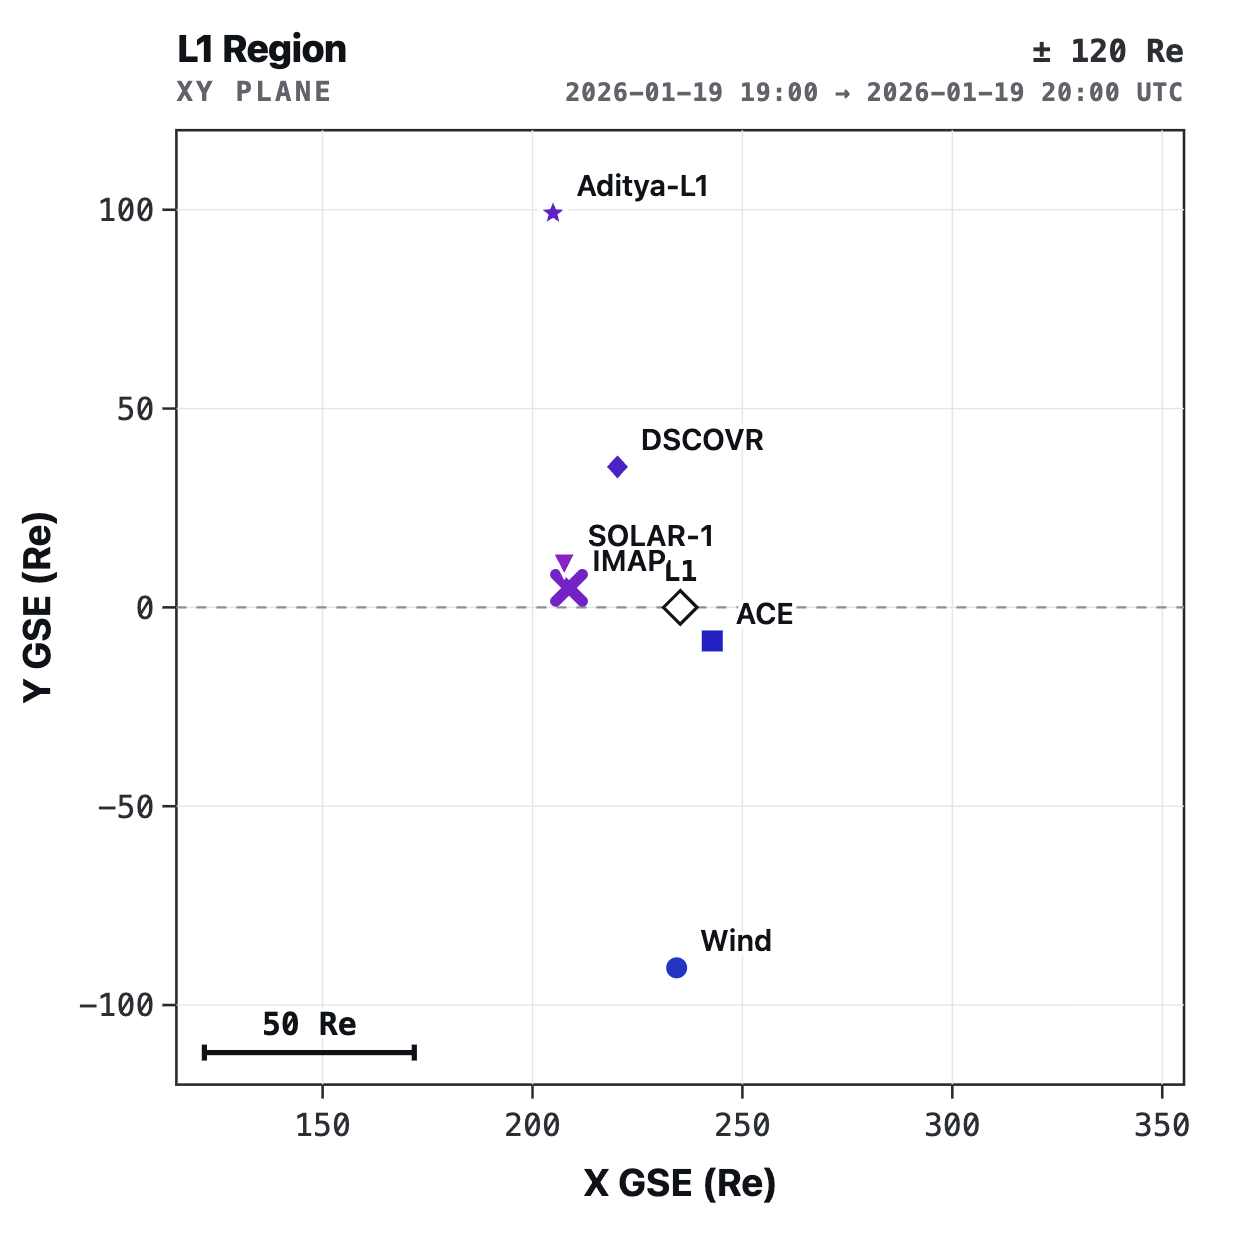 L1 Region
± 120 Re
XY PLANE
2026-01-19 19:00 → 2026-01-19 20:00 UTC
Aditya-L1
100
DSCOVR
50
SOLAR-1
IMAP
L1
ACE
0
Y GSE (Re)
−50
Wind
−100
50 Re
150
200
250
300
350
X GSE (Re)